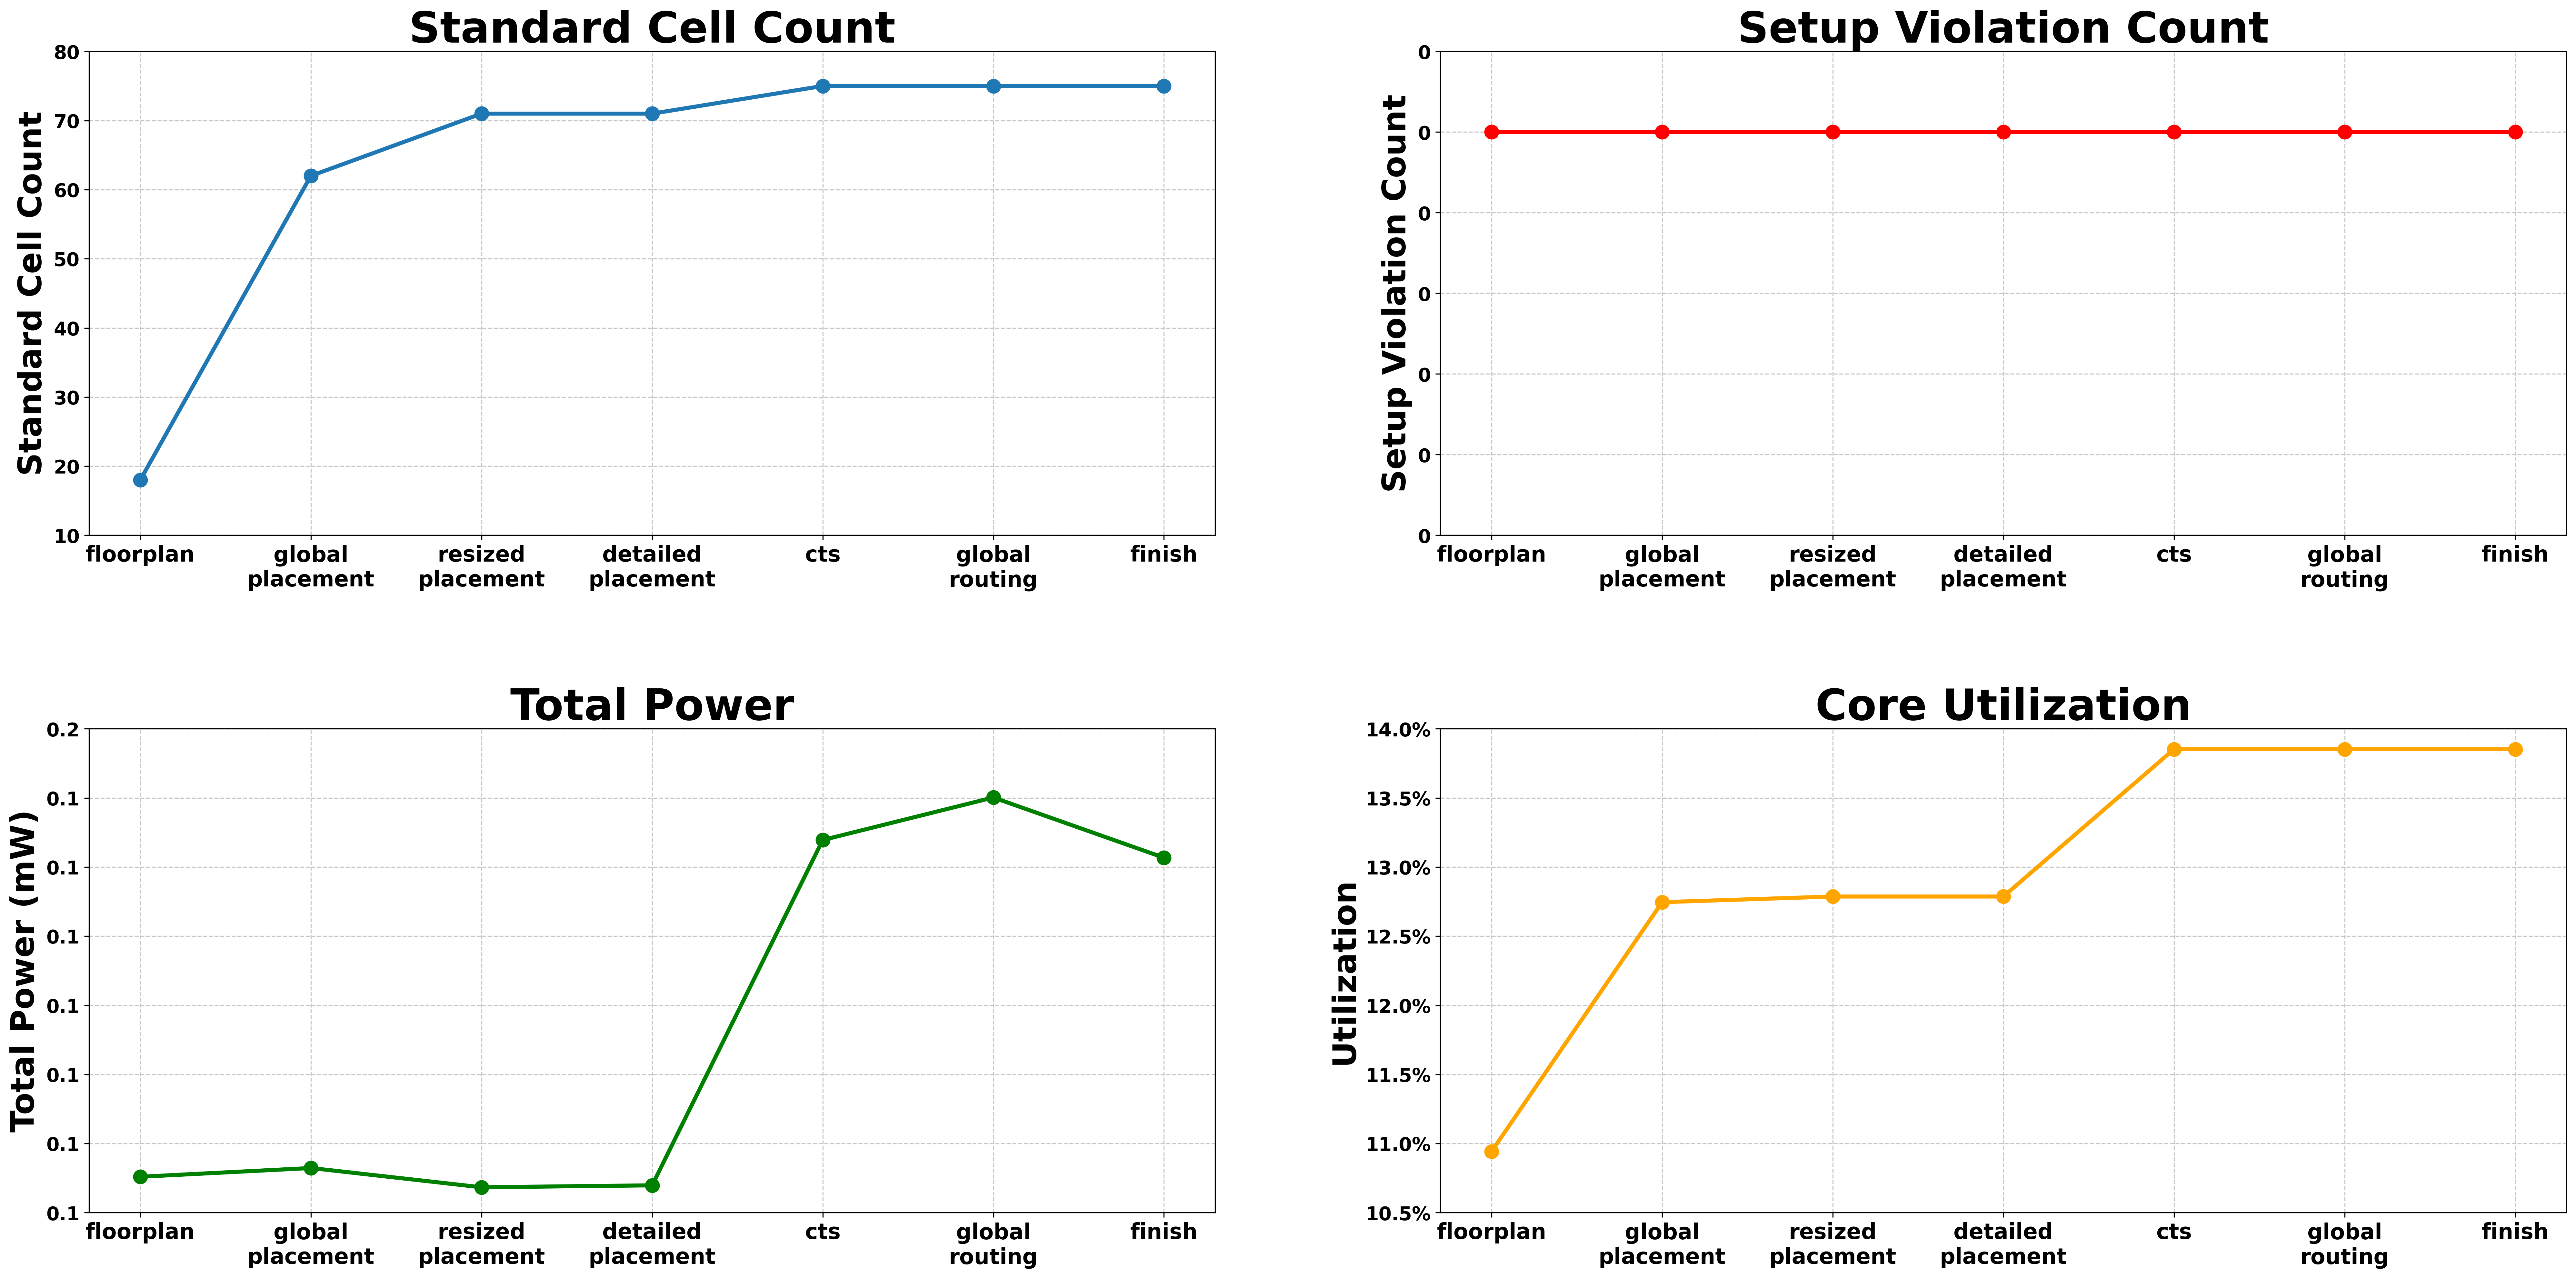 Standard Cell Count
Standard Cell Count
80
70
60
50
40
30
20
10
floorplan
global
placement
resized
placement
detailed
placement
cts
global
routing
finish
Setup Violation Count
Setup Violation Count
0
0
0
0
0
0
0
floorplan
global
placement
resized
placement
detailed
placement
cts
global
routing
finish
Total Power
Total Power (mW)
0.2
0.1
0.1
0.1
0.1
0.1
0.1
0.1
floorplan
global
placement
resized
placement
detailed
placement
cts
global
routing
finish
Core Utilization
Utilization
14.0%
13.5%
13.0%
12.5%
12.0%
11.5%
11.0%
10.5%
floorplan
global
placement
resized
placement
detailed
placement
cts
global
routing
finish